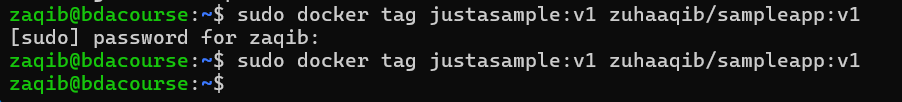 zaqib@bdacourse:~$ sudo docker tag justasample:v1 zuhaaqib/sampleapp:v1
[sudo] password for zaqib:
zaqib@bdacourse:~$ sudo docker tag justasample:v1 zuhaaqib/sampleapp:v1
zaqib@bdacourse:~$